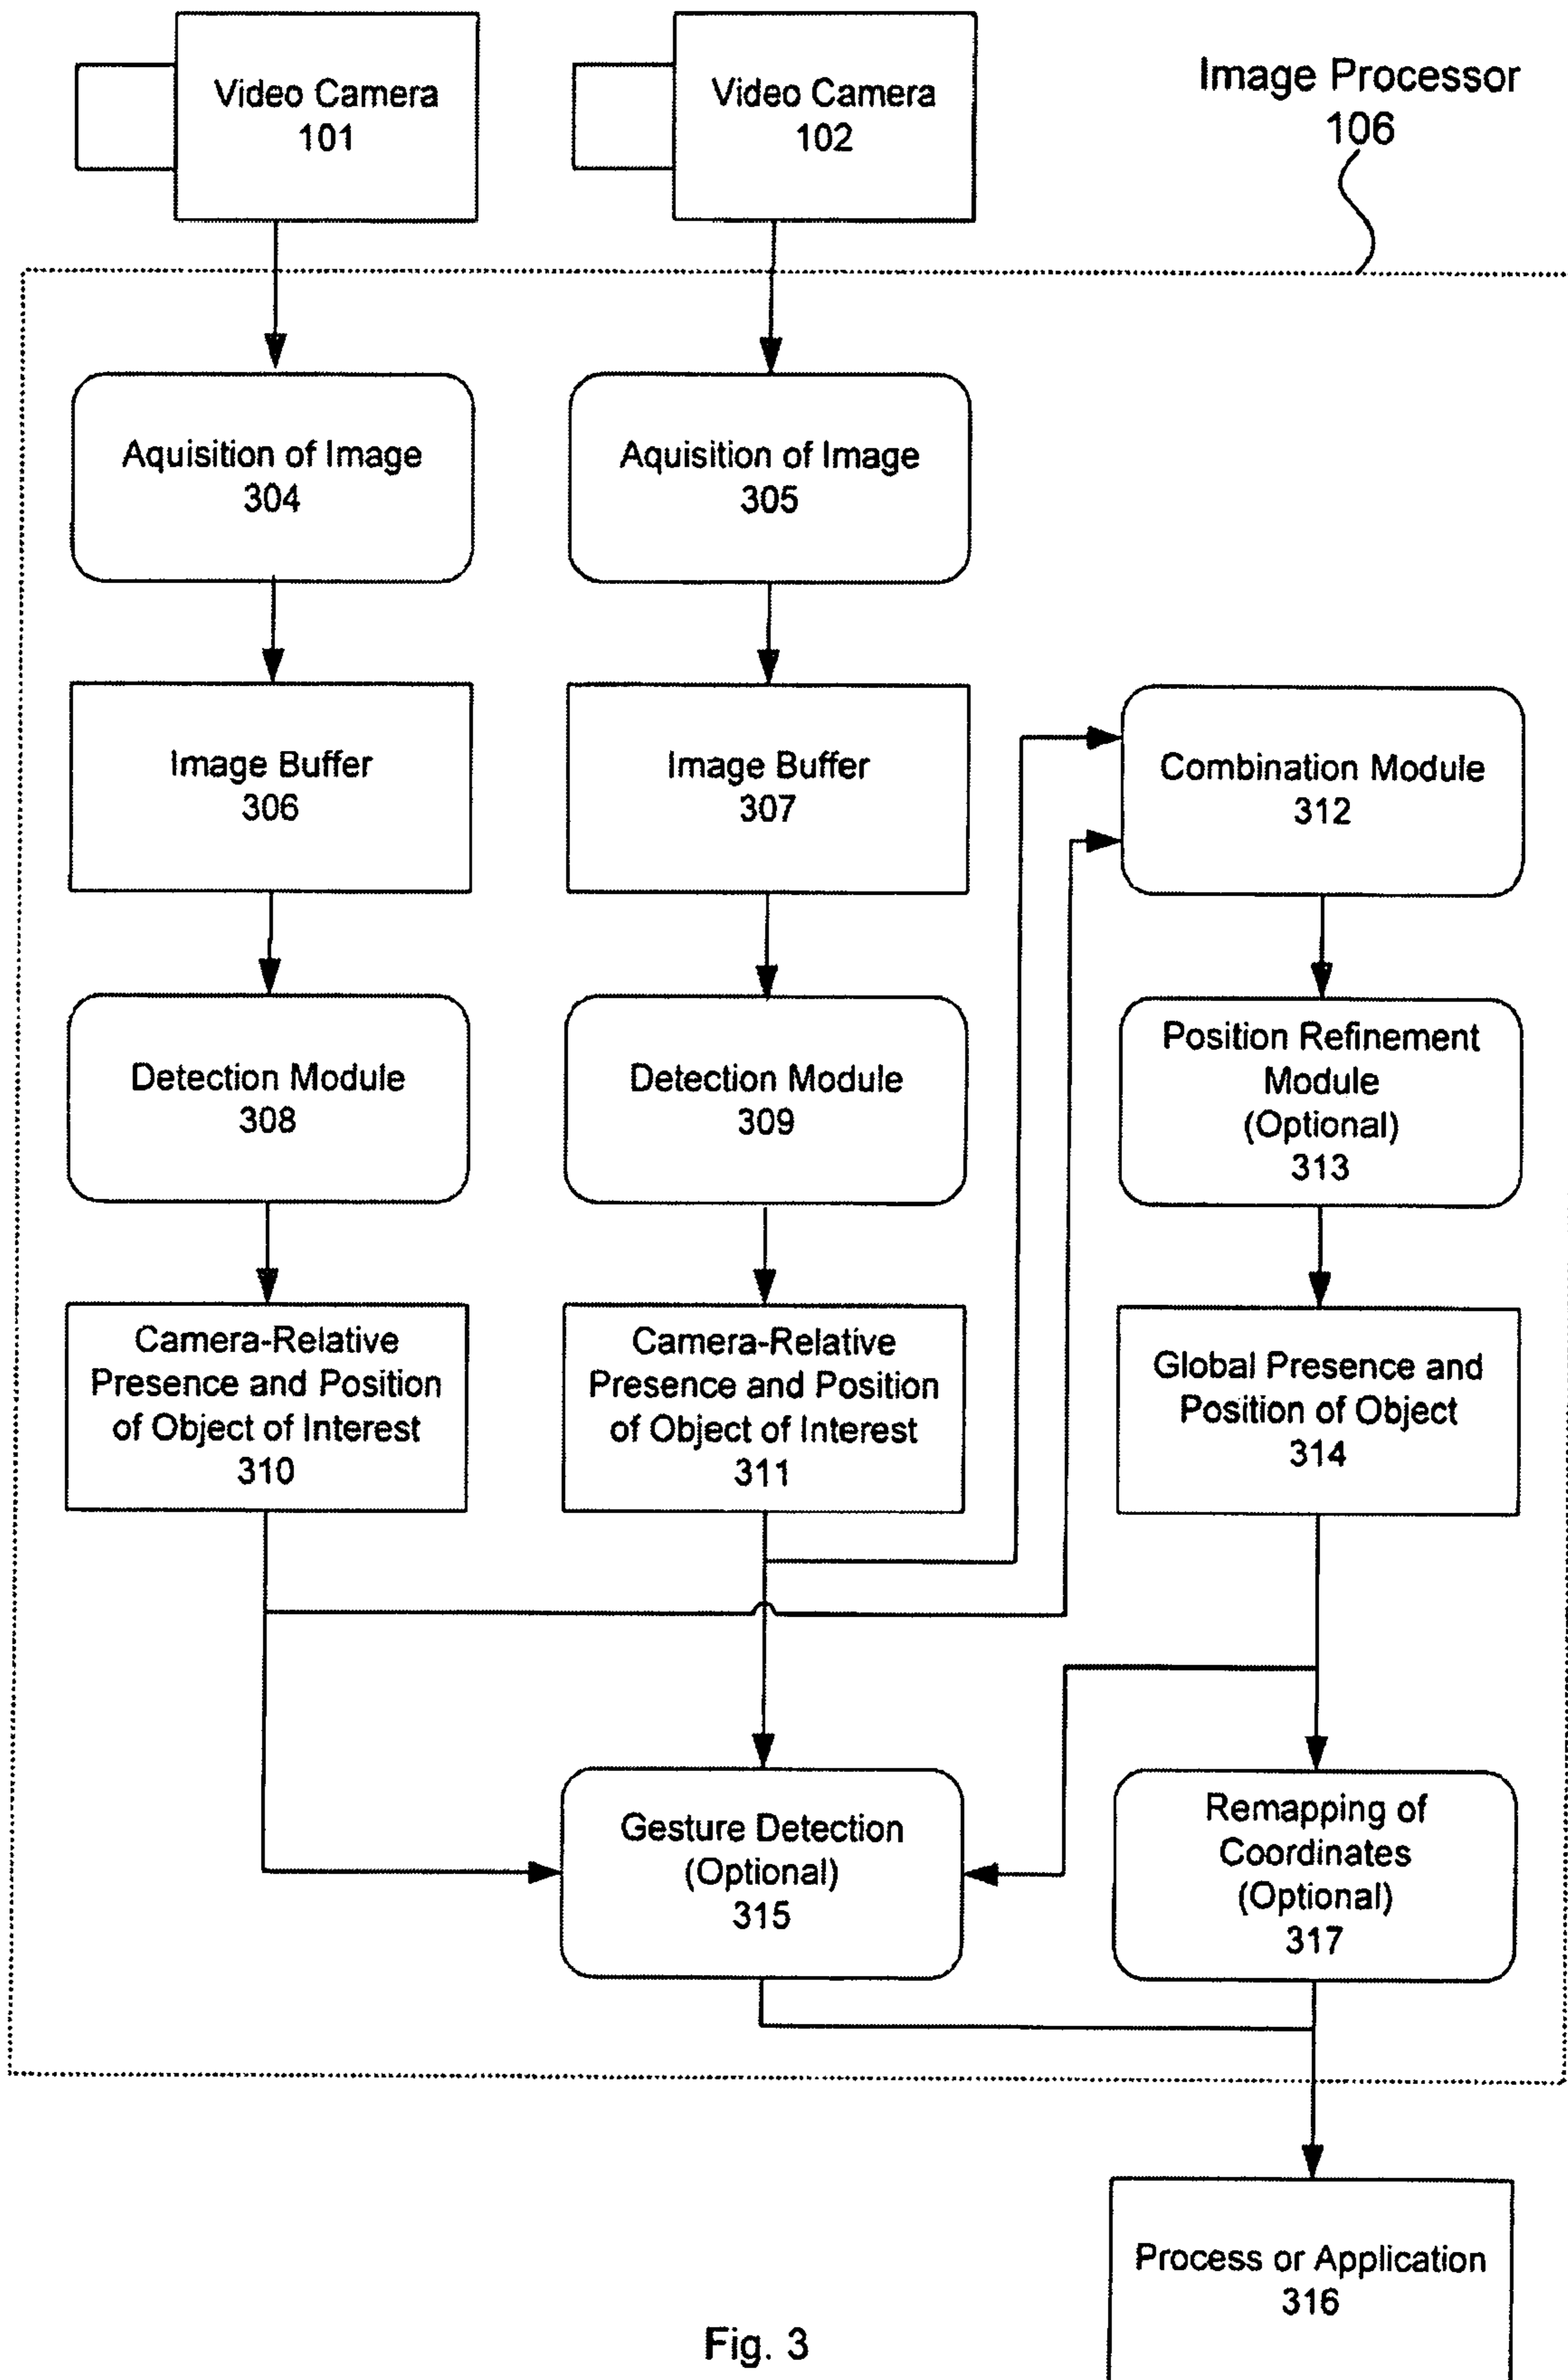 Video Camera
101
Video Camera
102
Image Processor
106
Aquisition of Image
304
Aquisition of Image
305
Image Buffer
306
Image Buffer
307
Combination Module
312
Detection Module
308
Detection Module
309
Position Refinement
Module
(Optional)
313
Camera-Relative
Presence and Position
of Object of Interest
310
Camera-Relative
Presence and Position
of Object of Interest
311
Global Presence and
Position of Object
314
Gesture Detection
(Optional)
315
Remapping of
Coordinates
(Optional)
317
Process or Application
316
Fig. 3